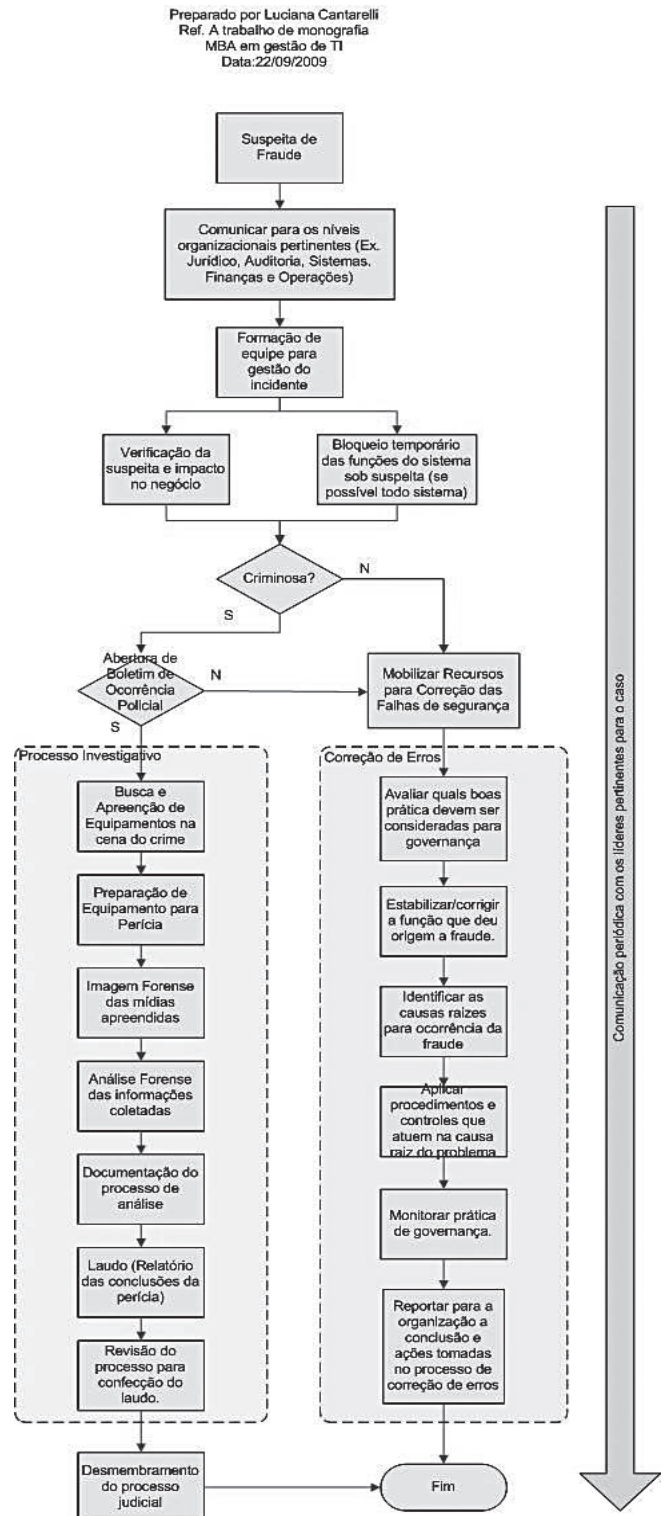 Preparado por Luciana Cantarelli
Ref. A trabalho de monografia
MBA em gestão de TI
Data:22/09/2009
Suspeita de
Fraude
Comunicar para os níveis
organizacionais pertinentes (Ex.
Jurídico, Auditoria, Sistemas.
Finanças e Operações)
Formação de
equipe para
gestão do
incidente
Verificação da
suspeita e impacto
no negócio
Bloqueio temporário
das funções do sistema
sob suspeita (se
possível todo sistema)
Criminosa?
N
S
Abertura de
Boletim de
Ocorrência
Policial
N
S
Mobilizar Recursos
para Correção das
Falhas de segurança
Processo Investigativo
Busca e
Apreenção de
Equipamentos na
cena do crime
Preparação de
Equipamento para
Perícia
Imagem Forense
das mídias
apreendidas
Análise Forense
das informações
coletadas
Documentação do
processo de
análise
Laudo (Relatório
das conclusões da
perícia)
Revisão do
processo para
confecção do
laudo.
Desmembramento
do processo
judicial
Correção de Erros
Avaliar quais boas
prática devem ser
consideradas para
governança
Estabilizar/corrigir
a função que deu
origem a fraude.
Identificar as
causas raizes
para ocorrência da
fraude
Aplicar
procedimentos e
controles que
atuem na causa
raiz do problema
Monitorar prática
de governança.
Reportar para a
organização a
conclusão e
ações tomadas
no processo de
correção de erros
Fim
Comunicação periódica com os líderes pertinentes para o caso